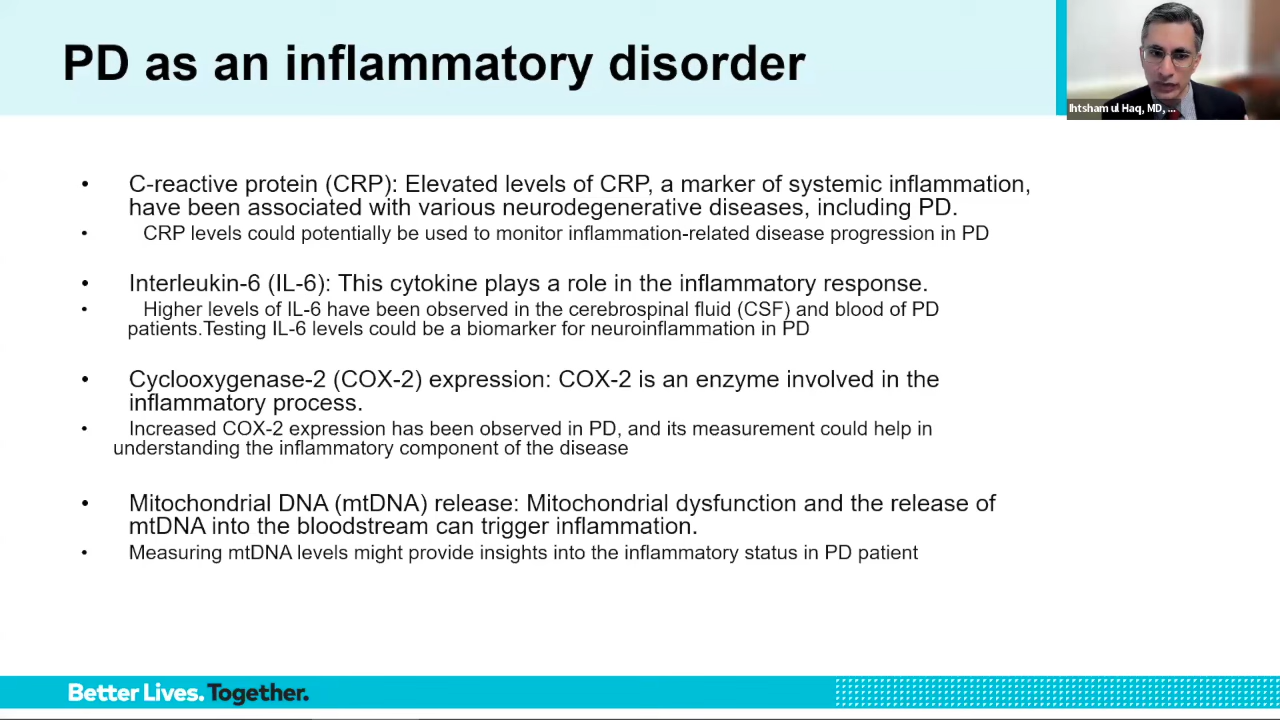 PD as an inflammatory disorder
Ihtsham ul Haq, MD, ...
• C-reactive protein (CRP): Elevated levels of CRP, a marker of systemic inflammation,
have been associated with various neurodegenerative diseases, including PD.
• CRP levels could potentially be used to monitor inflammation-related disease progression in PD
• Interleukin-6 (IL-6): This cytokine plays a role in the inflammatory response.
• Higher levels of IL-6 have been observed in the cerebrospinal fluid (CSF) and blood of PD
patients.Testing IL-6 levels could be a biomarker for neuroinflammation in PD
• Cyclooxygenase-2 (COX-2) expression: COX-2 is an enzyme involved in the
inflammatory process.
• Increased COX-2 expression has been observed in PD, and its measurement could help in
understanding the inflammatory component of the disease
• Mitochondrial DNA (mtDNA) release: Mitochondrial dysfunction and the release of
mtDNA into the bloodstream can trigger inflammation.
• Measuring mtDNA levels might provide insights into the inflammatory status in PD patient
Better Lives. Together.